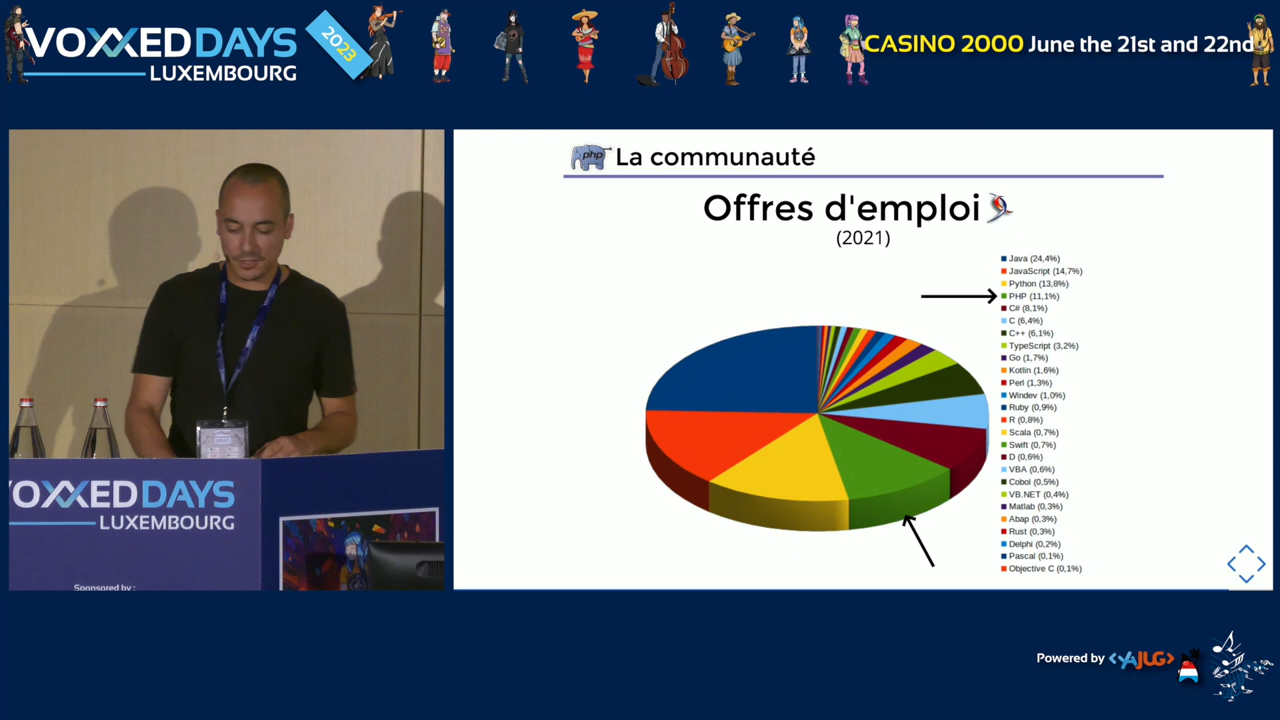 VOXXED DAYS
LUXEMBOURG
2023
CASINO 2000 June the 21st and 22nd
php La communauté
Offres d'emploi
(2021)
Java (24,4%)
JavaScript (14,7%)
Python (13,8%)
PHP (11,1%)
C# (8,1%)
C (6,4%)
C++ (6,1%)
TypeScript (3,2%)
Go (1,7%)
Kotlin (1,6%)
Perl (1,3%)
Windev (1,0%)
Ruby (0,9%)
R (0,8%)
Scala (0,7%)
Swift (0,7%)
D (0,6%)
VBA (0,6%)
Cobol (0,5%)
VB.NET (0,4%)
Matlab (0,3%)
Abap (0,3%)
Rust (0,3%)
Delphi (0,2%)
Pascal (0,1%)
Objective C (0,1%)
OXXED DAYS
LUXEMBOURG
Sponsored by :
Powered by <YAJUG>